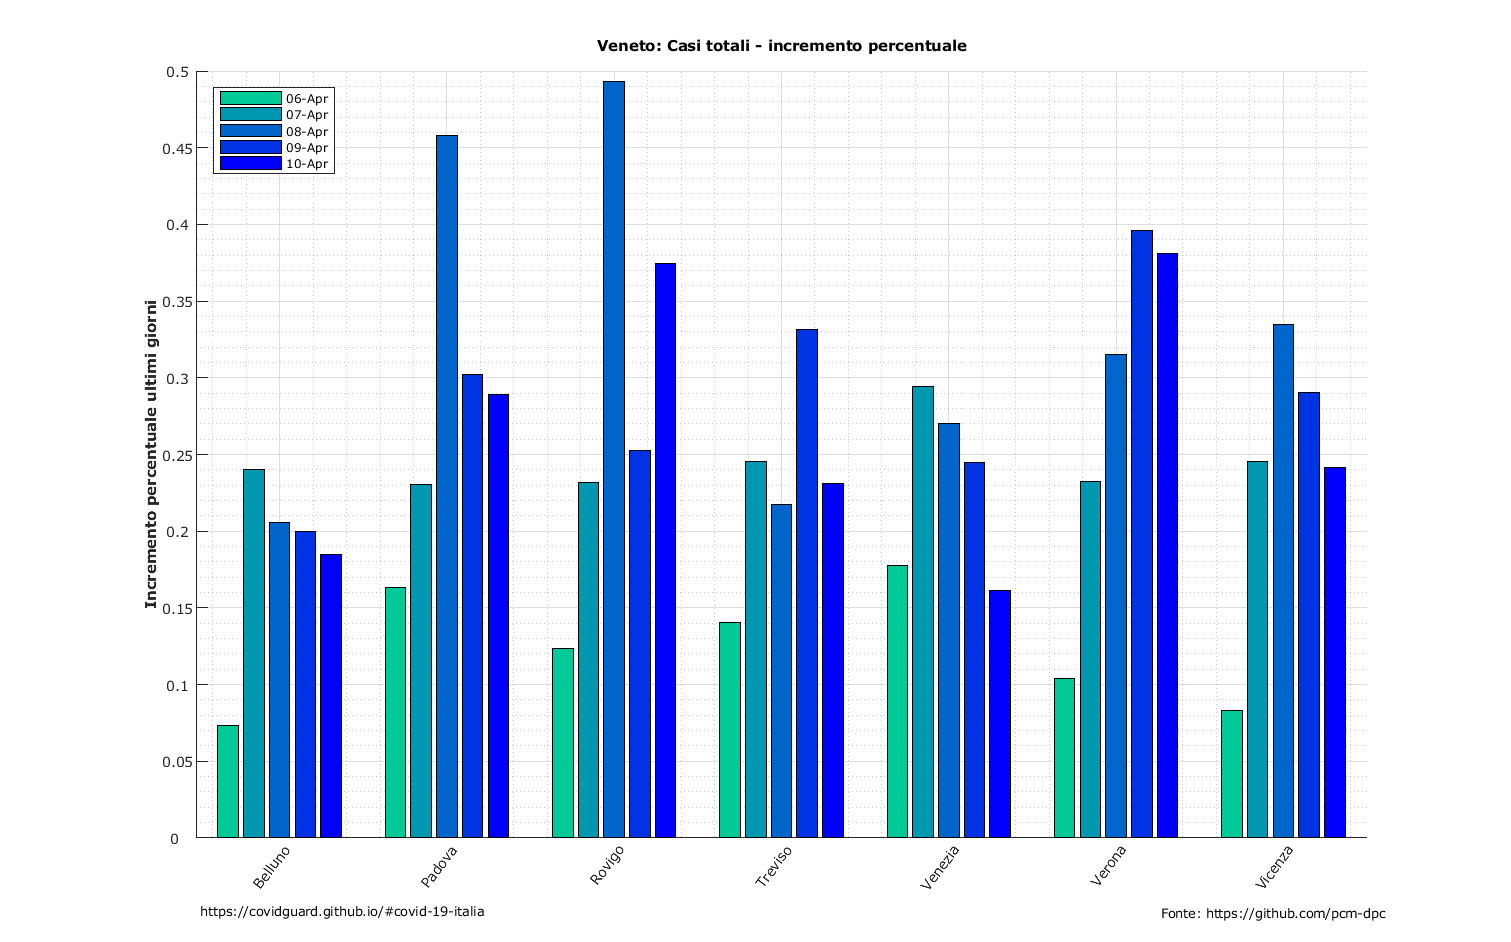 Veneto: Casi totali - incremento percentuale
Incremento percentuale ultimi giorni
0.5
0.45
0.4
0.35
0.3
0.25
0.2
0.15
0.1
0.05
0
06-Apr
07-Apr
08-Apr
09-Apr
10-Apr
Belluno
Padova
Rovigo
Treviso
Venezia
Verona
Vicenza
https://covidguard.github.io/#covid-19-italia
Fonte: https://github.com/pcm-dpc